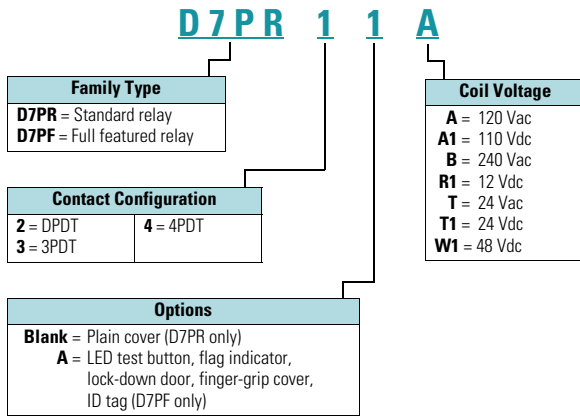 D7PR 1 1 A
Family Type
D7PR = Standard relay
D7PF = Full featured relay
Coil Voltage
A = 120 Vac
A1 = 110 Vdc
B = 240 Vac
R1 = 12 Vdc
T = 24 Vac
T1 = 24 Vdc
W1 = 48 Vdc
Contact Configuration
2 = DPDT
3 = 3PDT
4 = 4PDT
Options
Blank = Plain cover (D7PR only)
A = LED test button, flag indicator,
lock-down door, finger-grip cover,
ID tag (D7PF only)